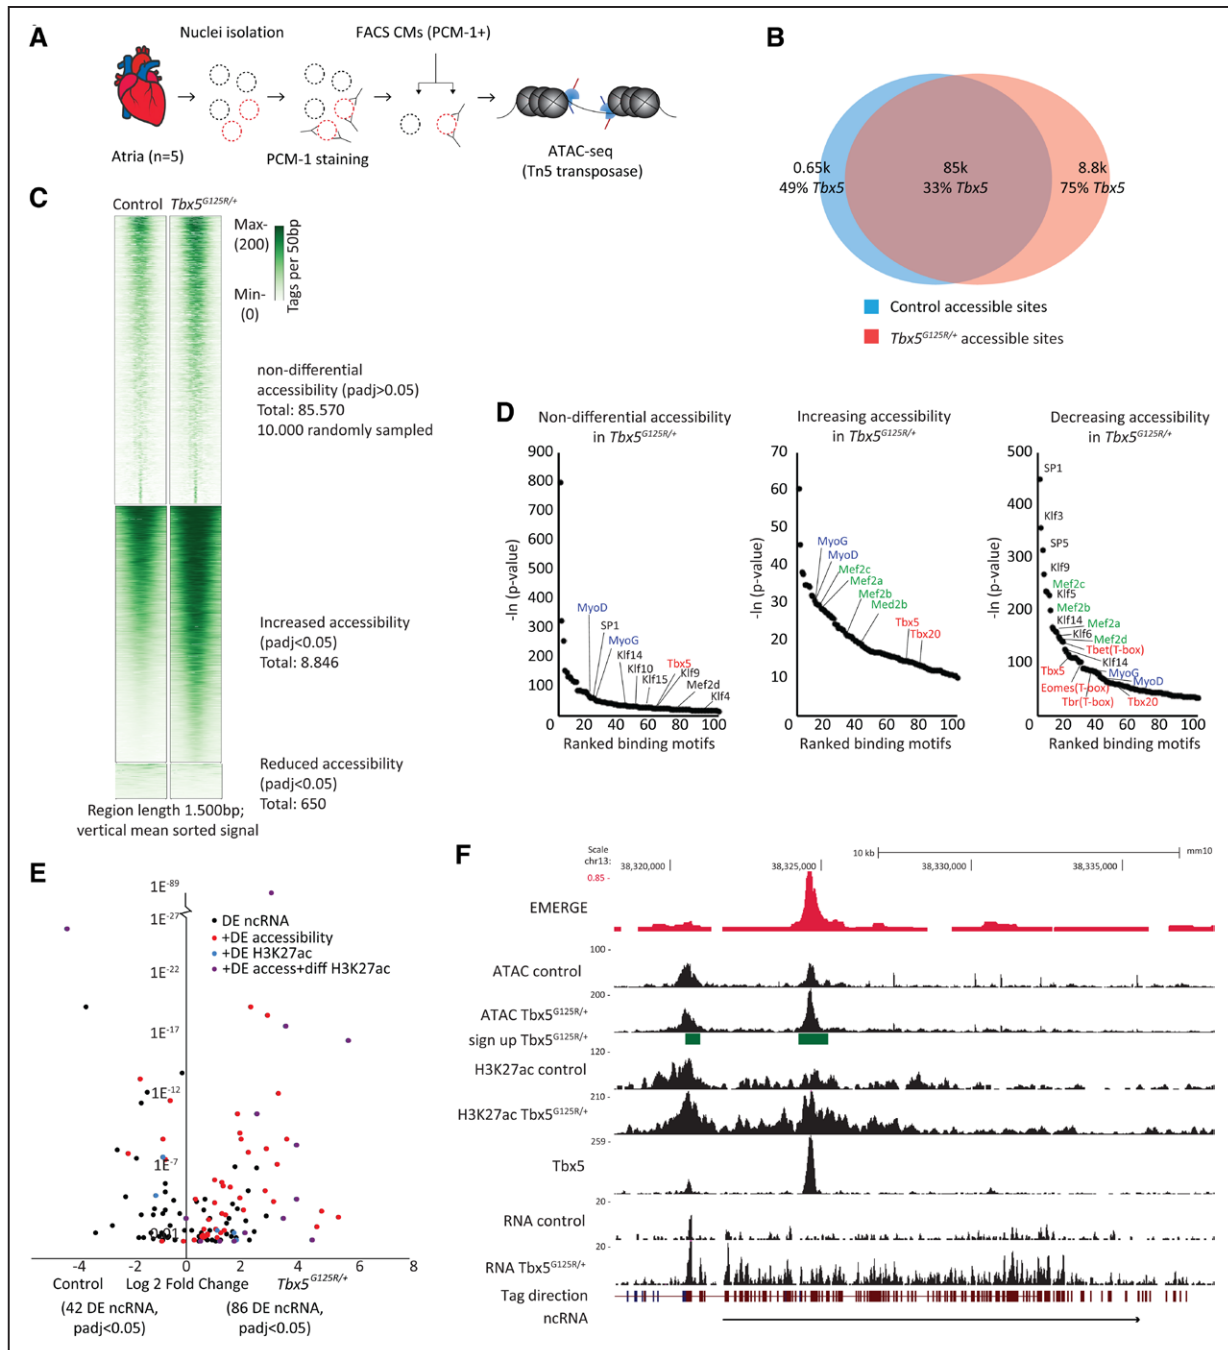 A
Nuclei isolation
FACS CMs (PCM-1+)
Atria (n=5)
PCM-1 staining
ATAC-seq
(Tn5 transposase)
B
0.65k
49% Tbx5
85k
33% Tbx5
8.8k
75% Tbx5
Control accessible sites
Tbx5G125R/+ accessible sites
C
Control Tbx5G125R/+
Max-
(200)
Min-
(0)
Tags per 50bp
non-differential
accessibility (padj>0.05)
Total: 85.570
10.000 randomly sampled
Increased accessibility
(padj<0.05)
Total: 8.846
Reduced accessibility
(padj<0.05)
Total: 650
Region length 1.500bp;
vertical mean sorted signal
D
Non-differential accessibility
in Tbx5G125R/+
900
800
700
600
500
400
300
200
100
-ln (p-value)
MyoD
SP1
MyoG
Klf14
Klf10
Klf15
Tbx5
Klf9
Mef2d
Klf4
0 20 40 60 80 100
Ranked binding motifs
Increasing accessibility
in Tbx5G125R/+
70
60
50
40
30
20
10
-ln (p-value)
MyoG
MyoD
Mef2c
Mef2a
Mef2b
Med2b
Tbx5
Tbx20
0 20 40 60 80 100
Ranked binding motifs
Decreasing accessibility
in Tbx5G125R/+
500
400
300
200
100
-ln (p-value)
SP1
Klf3
SP5
Klf9
Mef2c
Klf5
Mef2b
Klf14
Mef2a
Klf6
Mef2d
Tbet(T-box)
Klf14
Tbx5
MyoG
MyoD
Eomes(T-box)
Tbr(T-box)
Tbx20
0 20 40 60 80 100
Ranked binding motifs
E
1E-89
1E-27
1E-22
1E-17
1E-12
1E-7
0.01
DE ncRNA
+DE accessibility
+DE H3K27ac
+DE access+diff H3K27ac
-4 -2 0 2 4 6 8
Control Log 2 Fold Change Tbx5G125R/+
(42 DE ncRNA,
padj<0.05)
(86 DE ncRNA,
padj<0.05)
F
Scale
chr13:
10 kb
mm10
38,320,000
38,325,000
38,330,000
38,335,000
0.85 -
EMERGE
100 -
ATAC control
200 -
ATAC Tbx5G125R/+
sign up Tbx5G125R/+
120 -
H3K27ac control
210 -
H3K27ac Tbx5G125R/+
259 -
Tbx5
20 -
RNA control
20 -
RNA Tbx5G125R/+
Tag direction
ncRNA